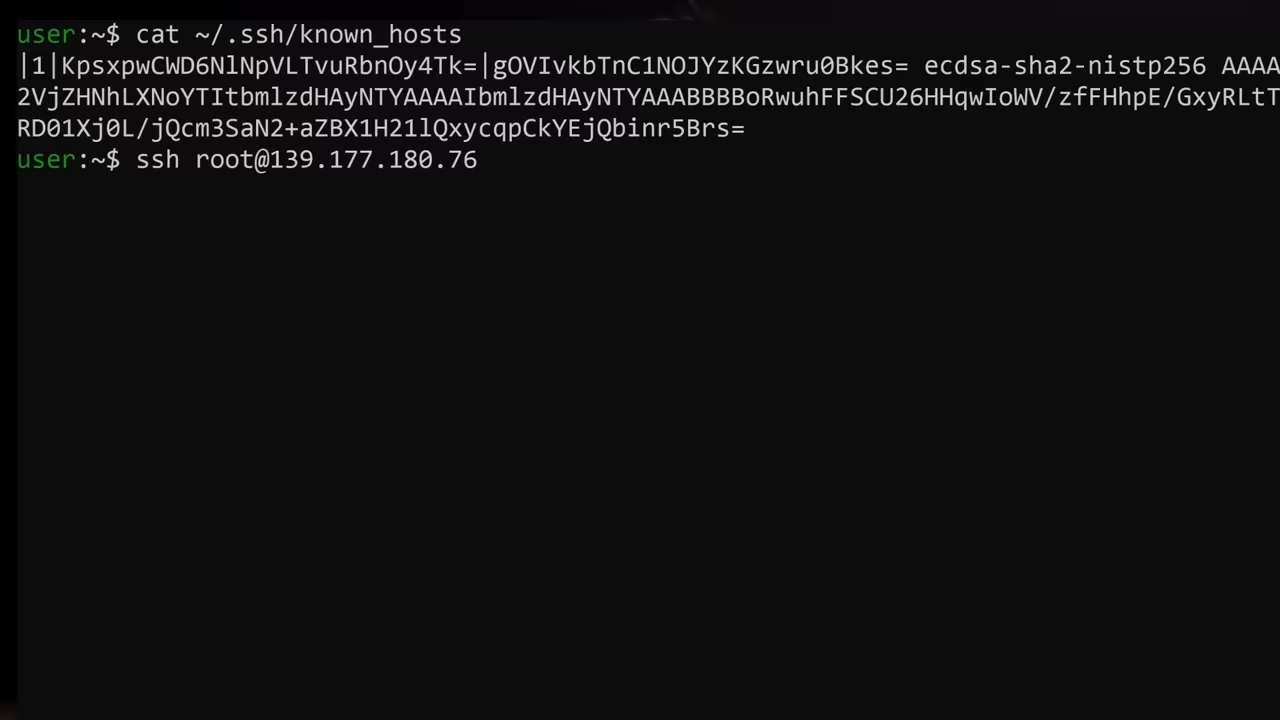 user:~$ cat ~/.ssh/known_hosts
|1|KpsxpwCWD6NlNpVLTvuRbnOy4Tk=|gOVIvkbTnC1NOJYzKGzwru0Bkes= ecdsa-sha2-nistp256 AAAA
2VjZHNhLXNoYTItbmlzdHAyNTYAAAAIbmlzdHAyNTYAAABBBBoRwuhFFSCU26HHqwIoWV/zfFHhpE/GxyRLtT
RD01Xj0L/jQcm3SaN2+aZBX1H21lQxycqpCkYEjQbinr5Brs=
user:~$ ssh root@139.177.180.76